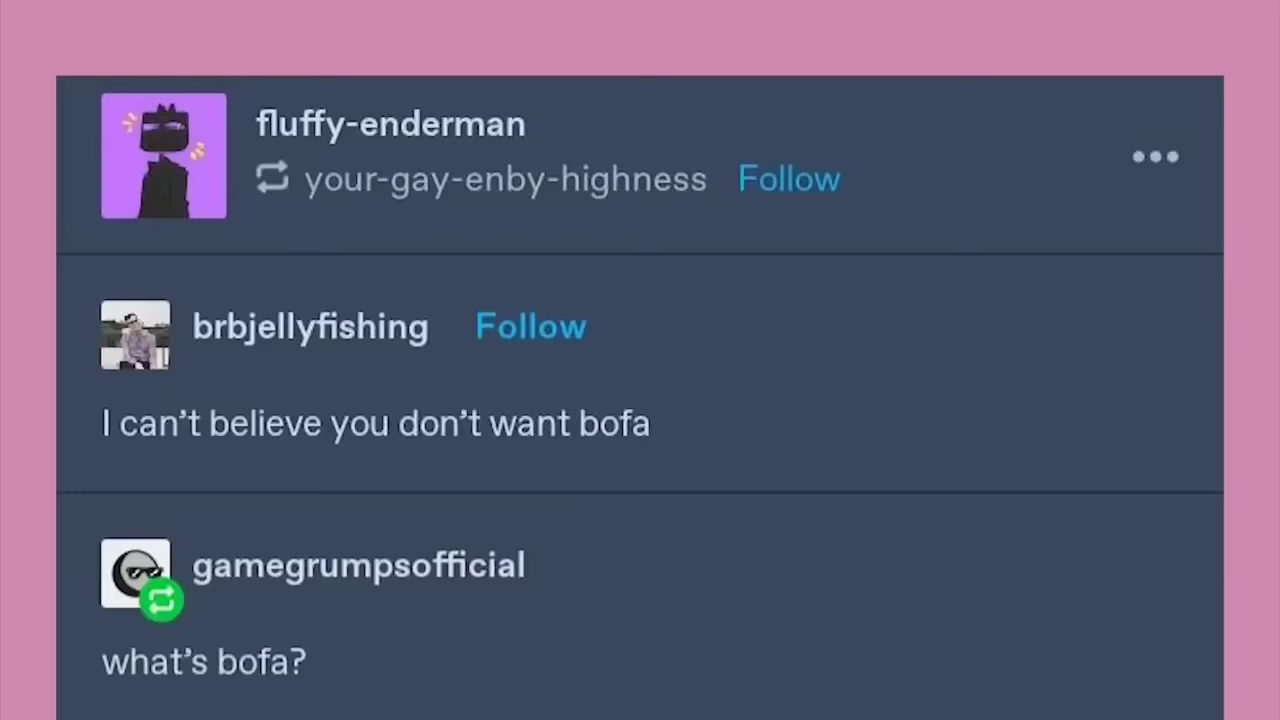 fluffy-enderman
your-gay-enby-highness Follow
brbjellyfishing Follow
I can’t believe you don’t want bofa
gamegrumpsofficial
what’s bofa?